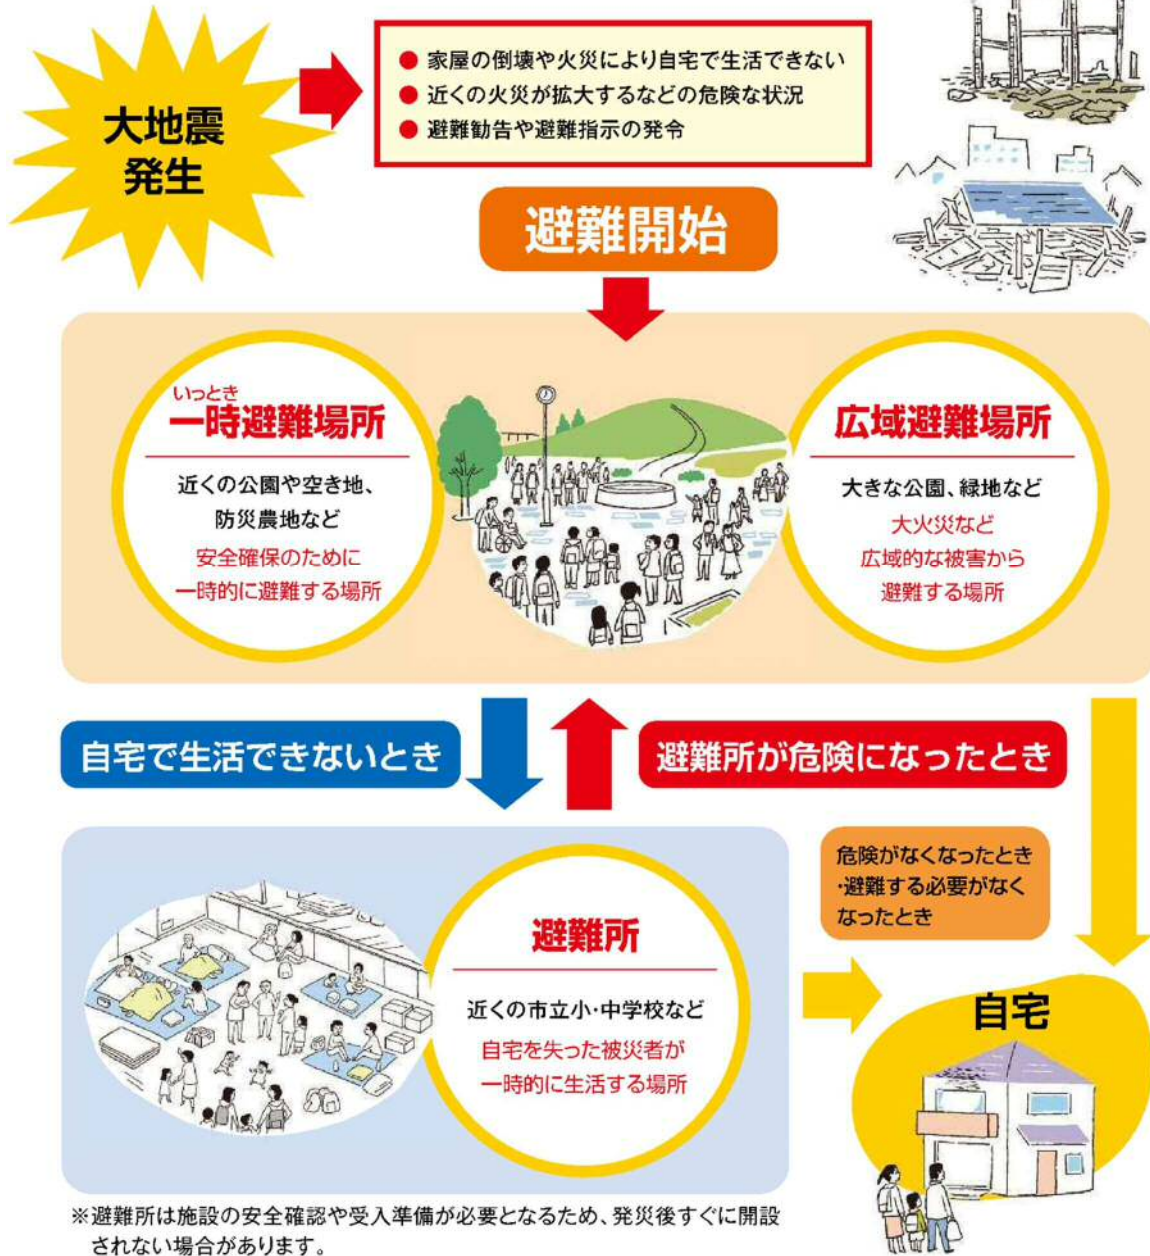 大地震
発生
● 家屋の倒壊や火災により自宅で生活できない
● 近くの火災が拡大するなどの危険な状況
● 避難勧告や避難指示の発令
避難開始
いっとき
一時避難場所
近くの公園や空き地、
防災農地など
安全確保のために
一時的に避難する場所
広域避難場所
大きな公園、緑地など
大火災など
広域的な被害から
避難する場所
自宅で生活できないとき
避難所が危険になったとき
避難所
近くの市立小・中学校など
自宅を失った被災者が
一時的に生活する場所
危険がなくなったとき
・避難する必要がなく
なったとき
自宅
※避難所は施設の安全確認や受入準備が必要となるため、発災後すぐに開設
されない場合があります。